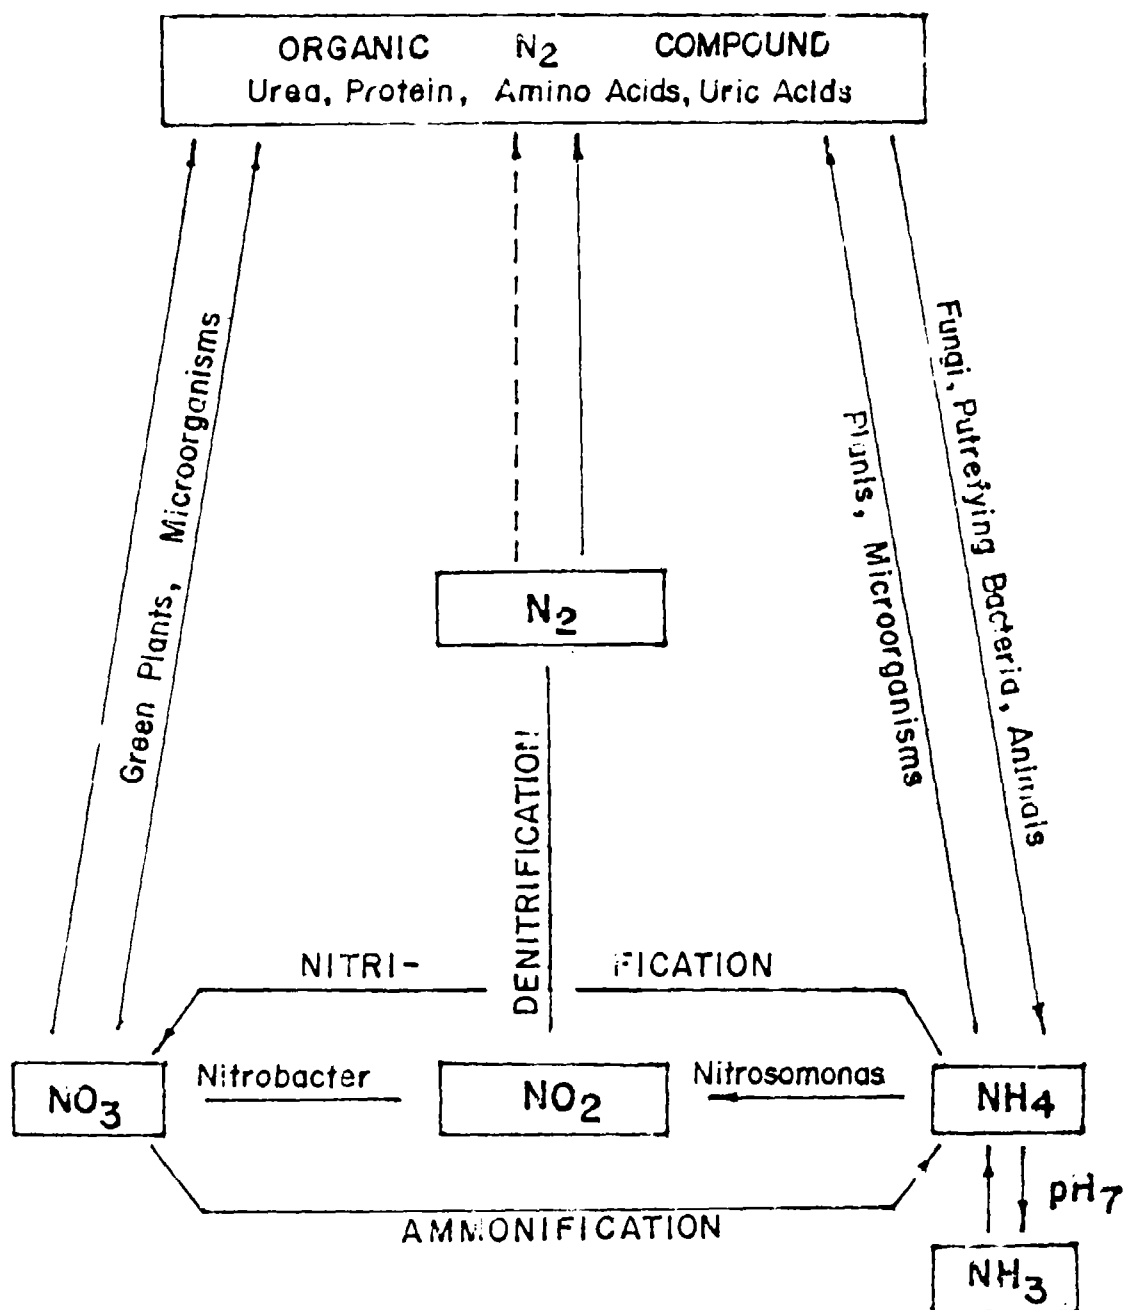 ORGANIC N2 COMPOUND
Urea, Protein, Amino Acids, Uric Acids
Green Plants, Microorganisms
Plants, Microorganisms
Fungi, Putrefying Bacteria, Animals
N2
DENITRIFICATION
NITRI- FICATION
NO3
Nitrobacter
NO2
Nitrosomonas
NH4
AMMONIFICATION
pH7
NH3